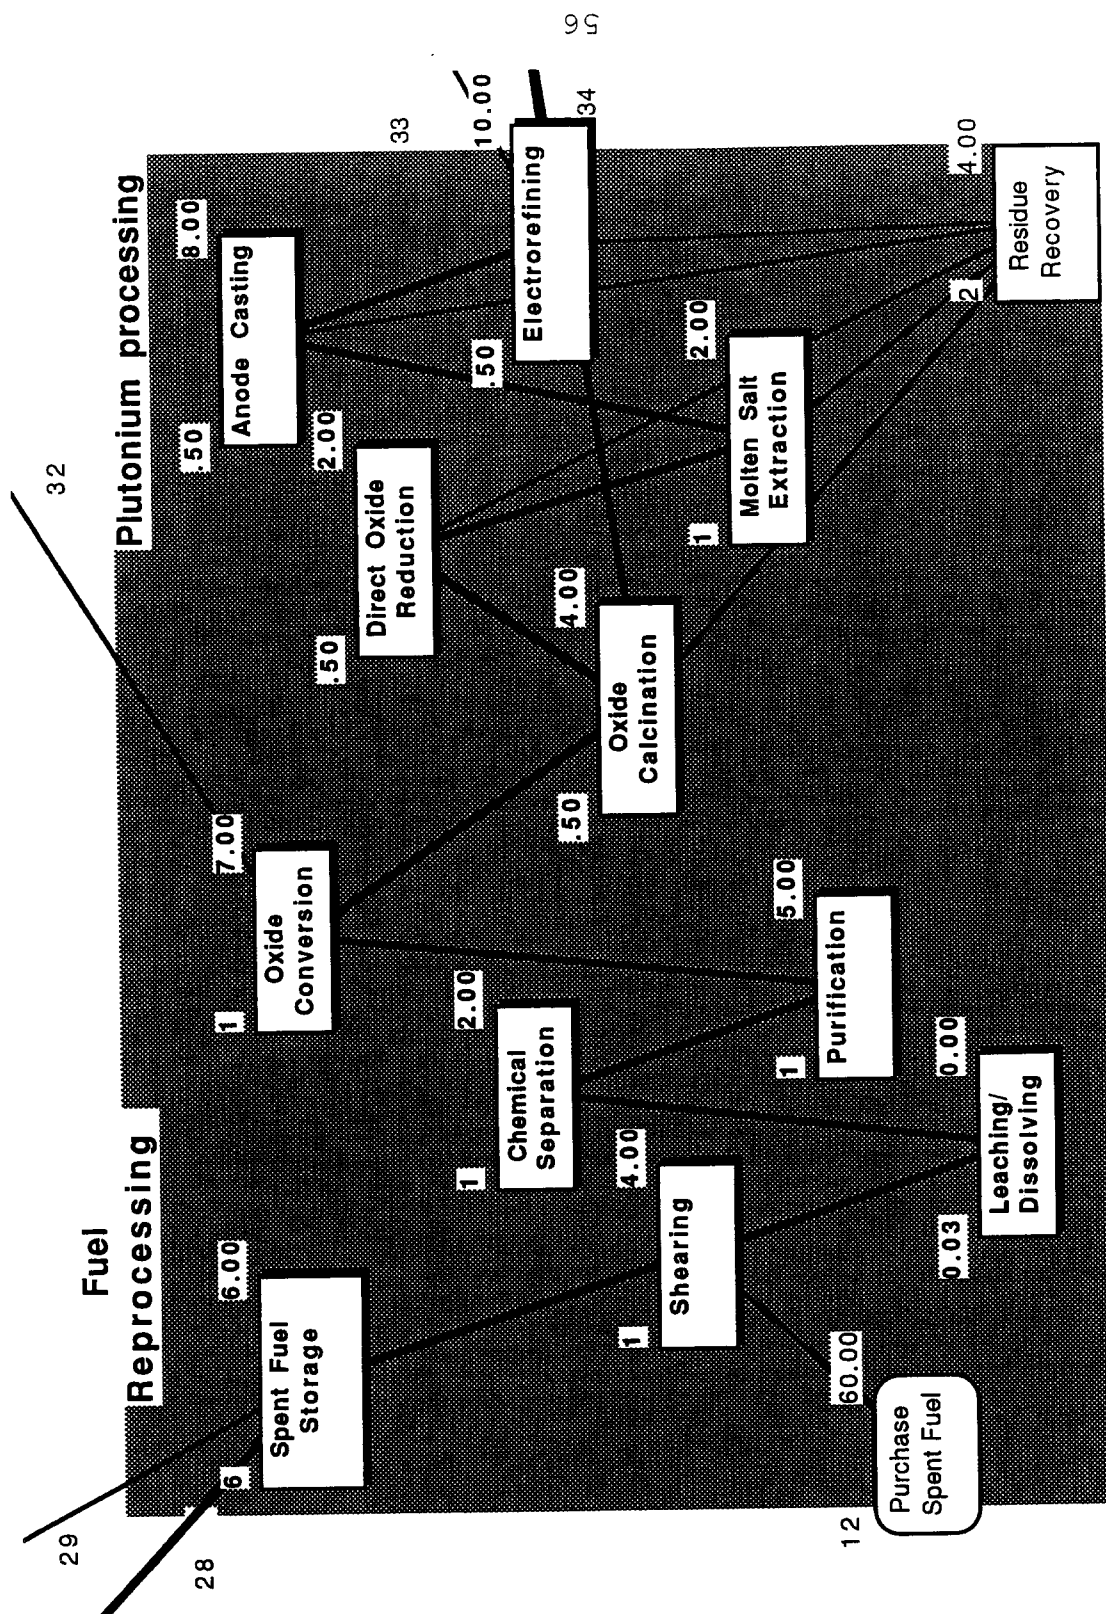 Fuel
Reprocessing
Plutonium processing
29
28
32
33
34
6
6.00
Spent Fuel
Storage
12
60.00
Purchase
Spent Fuel
1
4.00
Shearing
0.03
0.00
Leaching/
Dissolving
1
2.00
Chemical
Separation
1
5.00
Purification
1
7.00
Oxide
Conversion
.50
4.00
Oxide
Calcination
.50
2.00
Direct Oxide
Reduction
1
2.00
Molten Salt
Extraction
.50
8.00
Anode Casting
.50
10.00
Electrorefining
2
4.00
Residue
Recovery
56